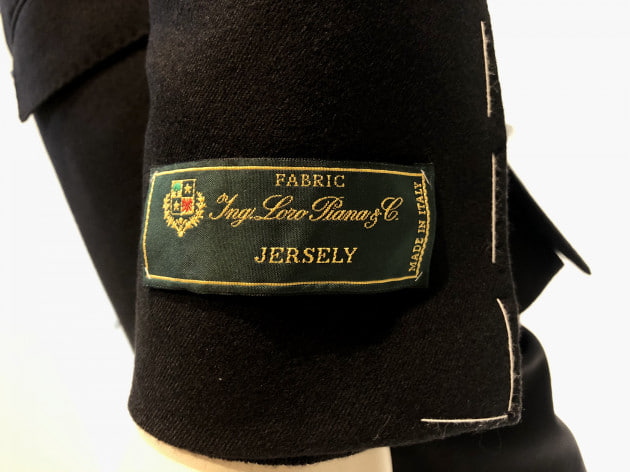 FABRIC
Ing. Loro Piana & C.
JERSELY
MADE IN ITALY